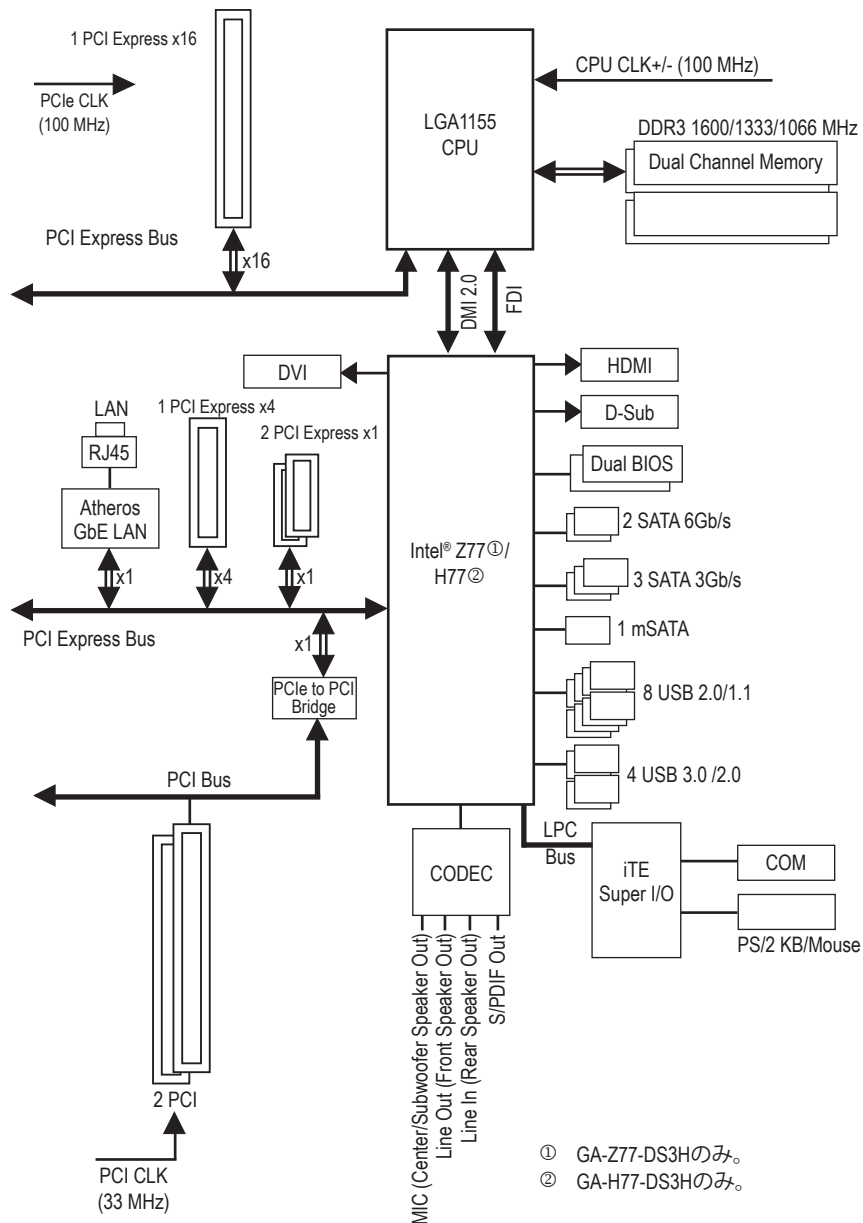 1 PCI Express x16
PCIe CLK
(100 MHz)
LGA1155
CPU
CPU CLK+/- (100 MHz)
DDR3 1600/1333/1066 MHz
Dual Channel Memory
PCI Express Bus
x16
DMI 2.0
FDI
DVI
HDMI
D-Sub
LAN
RJ45
Atheros
GbE LAN
1 PCI Express x4
2 PCI Express x1
Dual BIOS
Intel® Z77①/
H77②
2 SATA 6Gb/s
3 SATA 3Gb/s
1 mSATA
x1
x4
x1
PCI Express Bus
x1
PCIe to PCI
Bridge
8 USB 2.0/1.1
4 USB 3.0 /2.0
PCI Bus
LPC
Bus
CODEC
iTE
Super I/O
COM
PS/2 KB/Mouse
MIC (Center/Subwoofer Speaker Out)
Line Out (Front Speaker Out)
Line In (Rear Speaker Out)
S/PDIF Out
2 PCI
PCI CLK
(33 MHz)
① GA-Z77-DS3Hのみ。
② GA-H77-DS3Hのみ。